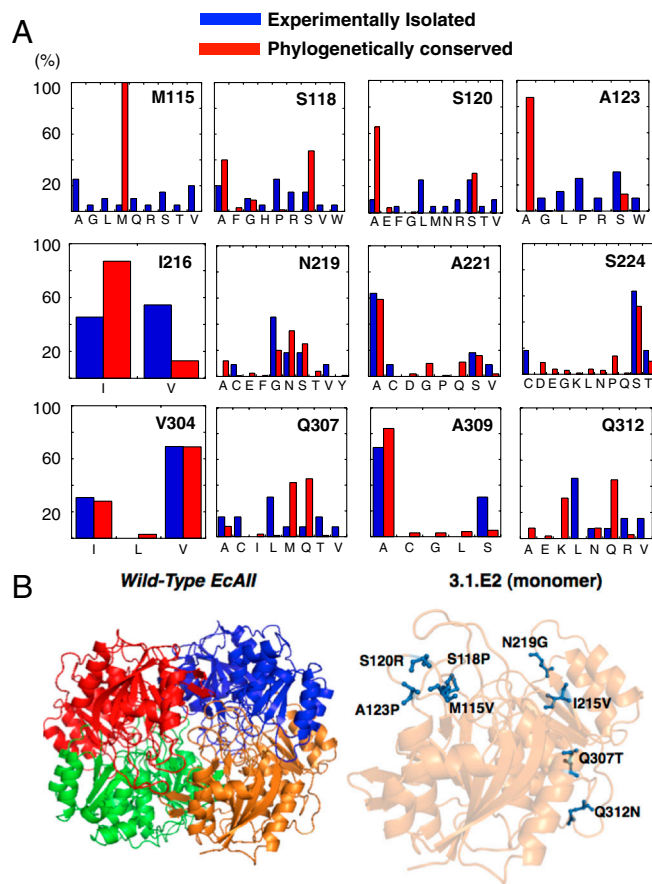 A
Experimentally Isolated
Phylogenetically conserved
(%)
100
60
20
M115
A G L M Q R S T V
S118
A F G H P R S V W
S120
A E F G L M N R S T V
A123
A G L P R S W
100
60
20
I216
I V
N219
A C E F G N S T V Y
A221
A C D G P Q S V
S224
C D E G K L N P Q S T
100
60
20
V304
I L V
Q307
A C I L M Q T V
A309
A C G L S
Q312
A E K L N Q R V
B
Wild-Type EcAII
3.1.E2 (monomer)
N219G
S120R
S118P
A123P
M115V
I215V
Q307T
Q312N